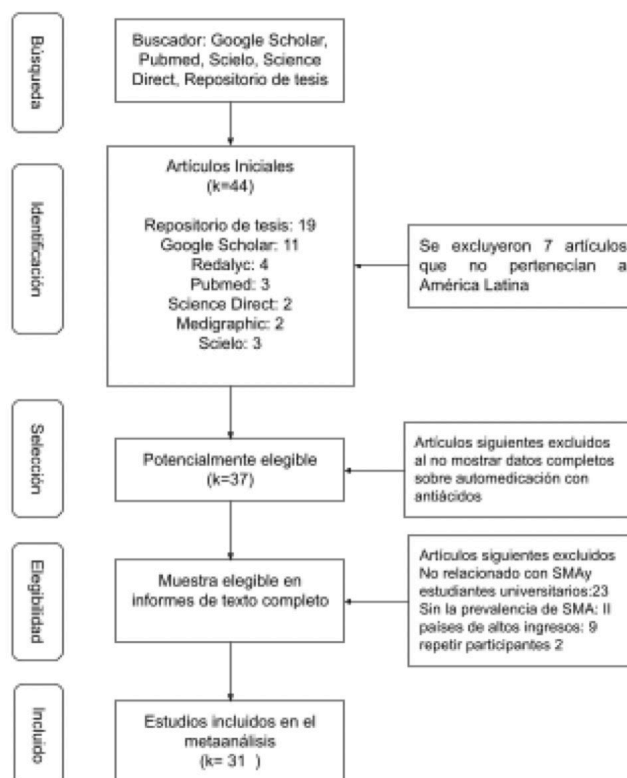 Búsqueda
Buscador: Google Scholar,
Pubmed, Scielo, Science
Direct, Repositorio de tesis
Identificación
Artículos Iniciales
(k=44)
Repositorio de tesis: 19
Google Scholar: 11
Redalyc: 4
Pubmed: 3
Science Direct: 2
Medigraphic: 2
Scielo: 3
Se excluyeron 7 artículos
que no pertenecían a
América Latina
Selección
Potencialmente elegible
(k=37)
Artículos siguientes excluidos
al no mostrar datos completos
sobre automedicación con
antiácidos
Elegibilidad
Muestra elegible en
informes de texto completo
Artículos siguientes excluidos
No relacionado con SMAy
estudiantes universitarios:23
Sin la prevalencia de SMA: II
países de altos ingresos: 9
repetir participantes 2
Incluido
Estudios incluidos en el
metaanálisis
(k= 31 )